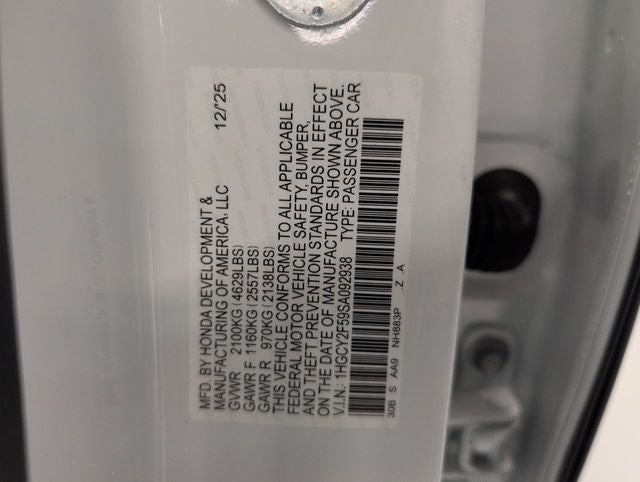 MFD. BY HONDA DEVELOPMENT &
MANUFACTURING OF AMERICA, LLC 12/'25
GVWR 2100KG (4629LBS)
GAWR F 1160KG (2557LBS)
GAWR R 970KG (2138LBS)
THIS VEHICLE CONFORMS TO ALL APPLICABLE
FEDERAL MOTOR VEHICLE SAFETY, BUMPER,
AND THEFT PREVENTION STANDARDS IN EFFECT
ON THE DATE OF MANUFACTURE SHOWN ABOVE.
V.I.N.: 1HGCY2F59SA092938 TYPE: PASSENGER CAR
30B S AA9 NH883P Z A